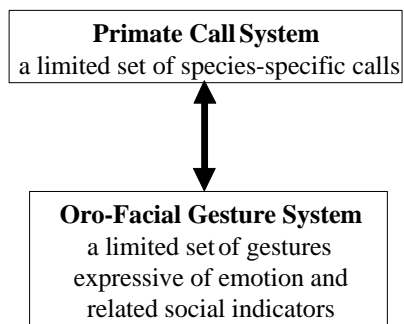 Primate Call System
a limited set of species-specific calls
Oro-Facial Gesture System
a limited set of gestures
expressive of emotion and
related social indicators